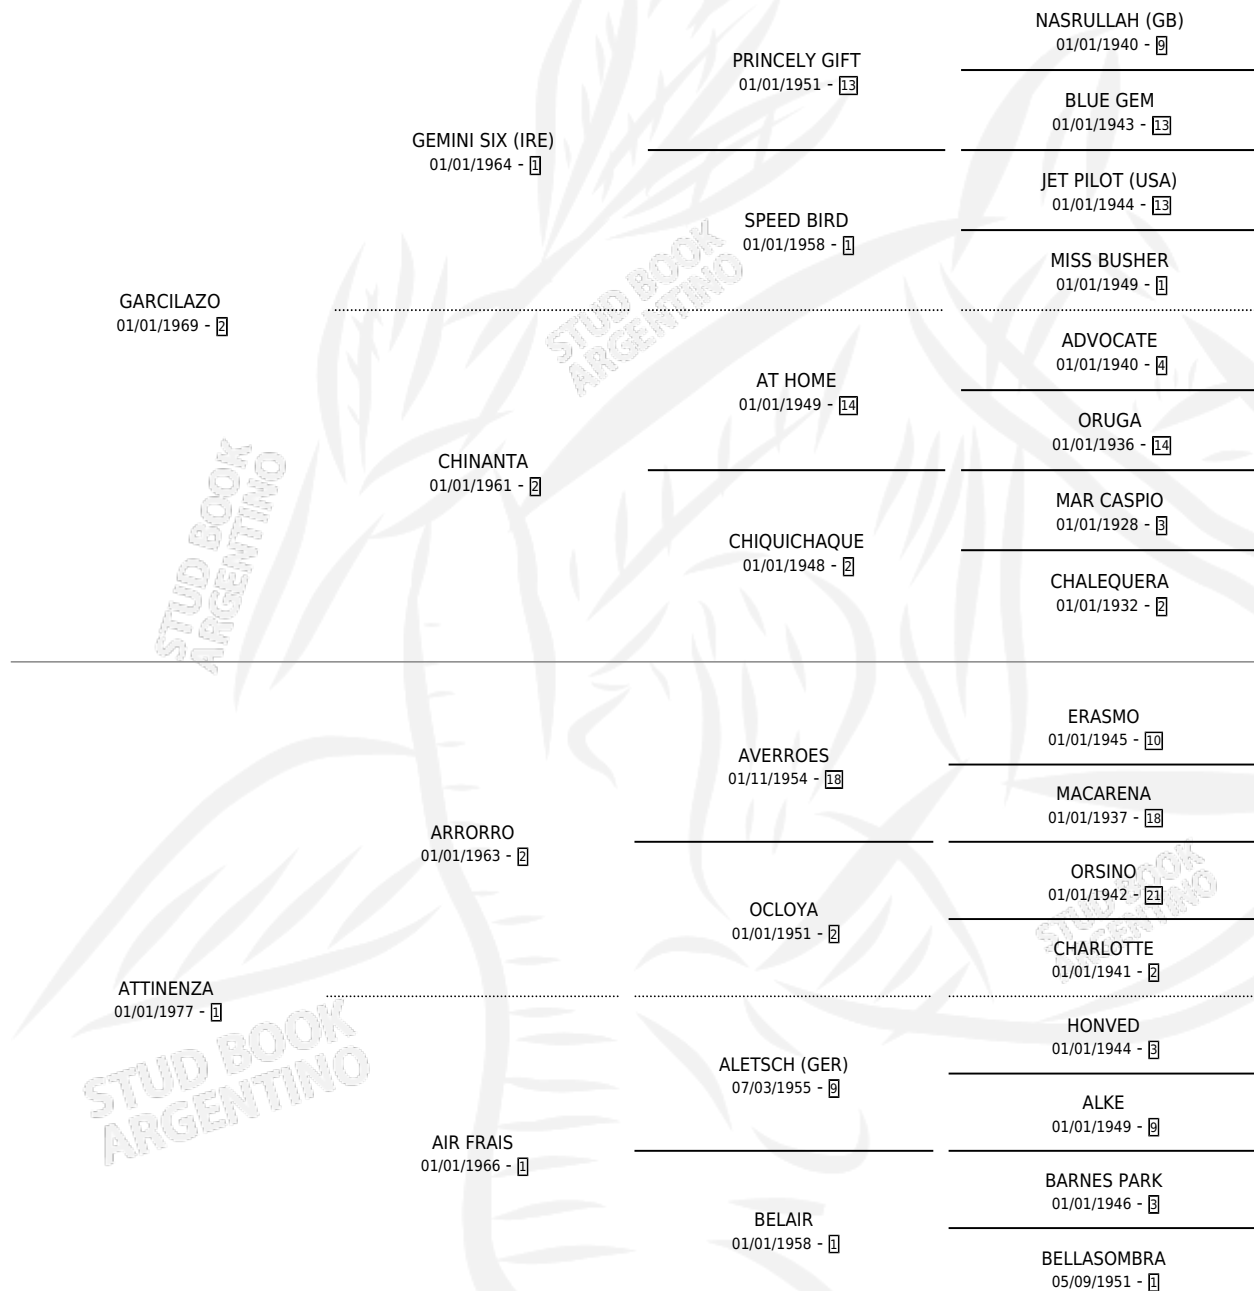 NASRULLAH (GB)
01/01/1940 - 9
PRINCELY GIFT
01/01/1951 - 13
BLUE GEM
01/01/1943 - 13
GEMINI SIX (IRE)
01/01/1964 - 1
JET PILOT (USA)
01/01/1944 - 13
SPEED BIRD
01/01/1958 - 1
MISS BUSHER
01/01/1949 - 1
GARCILAZO
01/01/1969 - 2
ADVOCATE
01/01/1940 - 4
AT HOME
01/01/1949 - 14
ORUGA
01/01/1936 - 14
CHINANTA
01/01/1961 - 2
MAR CASPIO
01/01/1928 - 3
CHIQUICHAQUE
01/01/1948 - 2
CHALEQUERA
01/01/1932 - 2
STUD BOOK
ARGENTINO
STUD BOOK
ARGENTINO
ERASMO
01/01/1945 - 10
AVERROES
01/11/1954 - 18
MACARENA
01/01/1937 - 18
ARRORRO
01/01/1963 - 2
ORSINO
01/01/1942 - 21
OCLOYA
01/01/1951 - 2
CHARLOTTE
01/01/1941 - 2
STUD BOOK
ARGENTINO
ATTINENZA
01/01/1977 - 1
HONVED
01/01/1944 - 3
ALETSCH (GER)
07/03/1955 - 9
ALKE
01/01/1949 - 9
AIR FRAIS
01/01/1966 - 1
BARNES PARK
01/01/1946 - 3
BELAIR
01/01/1958 - 1
BELLASOMBRA
05/09/1951 - 1
STUD BOOK
ARGENTINO